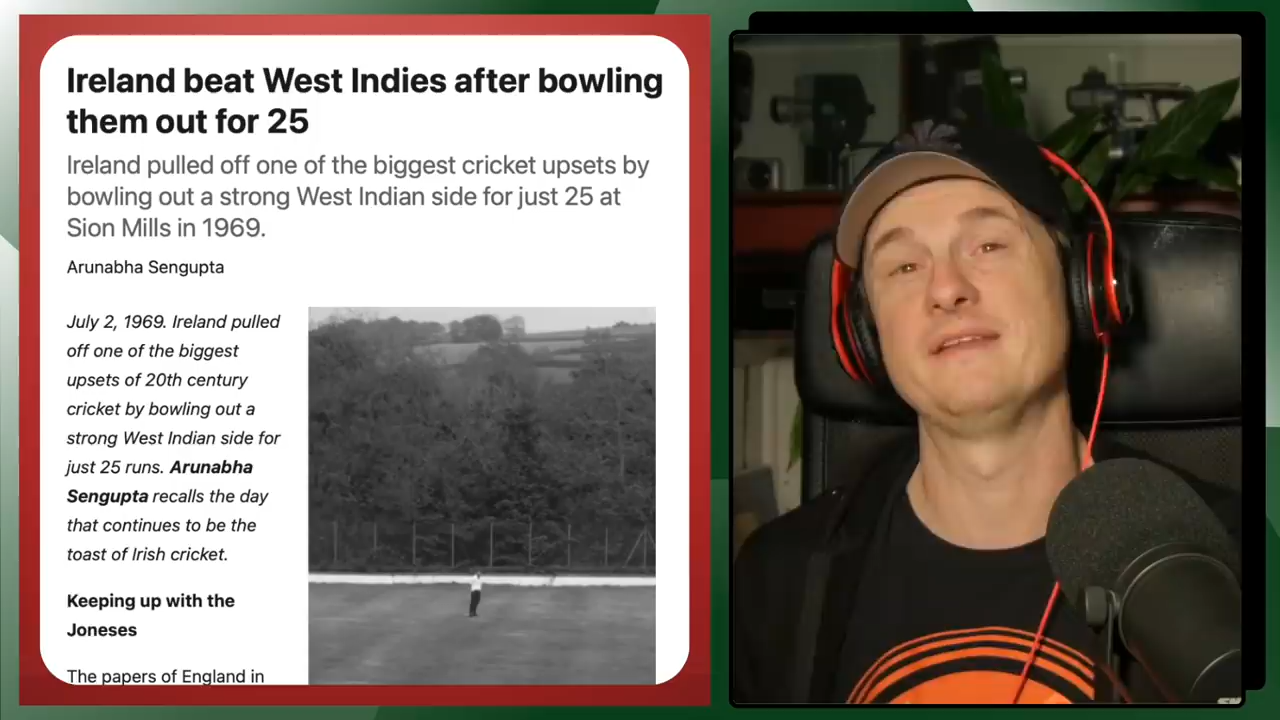 Ireland beat West Indies after bowling
them out for 25
Ireland pulled off one of the biggest cricket upsets by
bowling out a strong West Indian side for just 25 at
Sion Mills in 1969.
Arunabha Sengupta
July 2, 1969. Ireland pulled
off one of the biggest
upsets of 20th century
cricket by bowling out a
strong West Indian side for
just 25 runs. Arunabha
Sengupta recalls the day
that continues to be the
toast of Irish cricket.
Keeping up with the
Joneses
The papers of England in